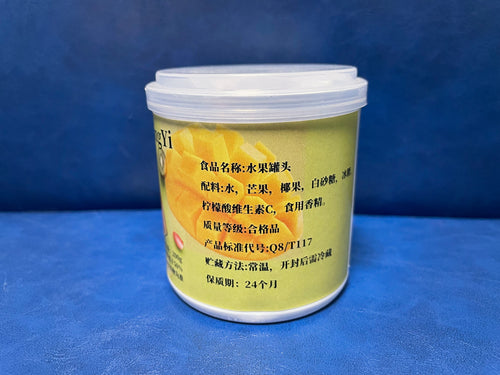 ngYi
食品名称:水果罐头
配料:水, 芒果, 椰果, 白砂糖, 冰糖,
柠檬酸维生素C, 食用香精。
质量等级:合格品
产品标准代号:Q8/T117
贮藏方法:常温, 开封后需冷藏
保质期: 24个月